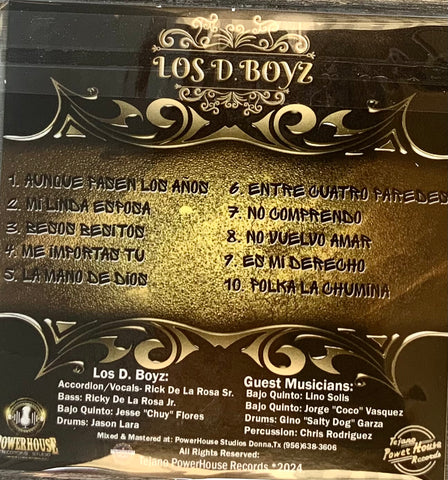 LOS D. BOYZ
1. AUNQUE PASEN LOS AÑOS
2. MI LINDA ESPOSA
3. BESOS BESITOS
4. ME IMPORTAS TU
5. LA MANO DE DIOS
6. ENTRE CUATRO PAREDES
7. NO COMPRENDO
8. NO VUELVO AMAR
9. ES MI DERECHO
10. POLKA LA CHUMINA
Los D. Boyz:
Accordion/Vocals- Rick De La Rosa Sr.
Bass: Ricky De La Rosa Jr.
Bajo Quinto: Jesse "Chuy" Flores
Drums: Jason Lara
Guest Musicians:
Bajo Quinto: Lino Solis
Bajo Quinto: Jorge "Coco" Vasquez
Drums: Gino "Salty Dog" Garza
Percussion: Chris Rodriguez
Mixed & Mastered at: PowerHouse Studios Donna,Tx (956)638-3606
All Rights Reserved:
Tejano PowerHouse Records *2024
POWERHOUSE
Tejano
Power House
Records